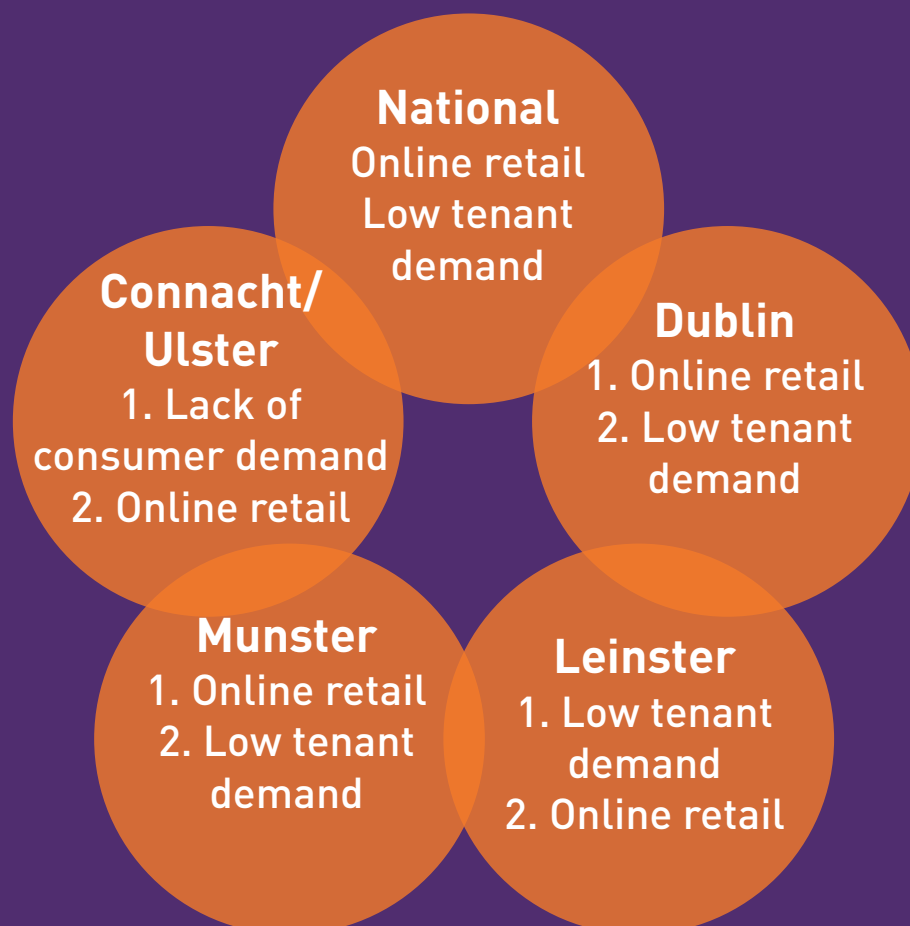 National
Online retail
Low tenant
demand
Connacht/
Ulster
1. Lack of
consumer demand
2. Online retail
Dublin
1. Online retail
2. Low tenant
demand
Munster
1. Online retail
2. Low tenant
demand
Leinster
1. Low tenant
demand
2. Online retail